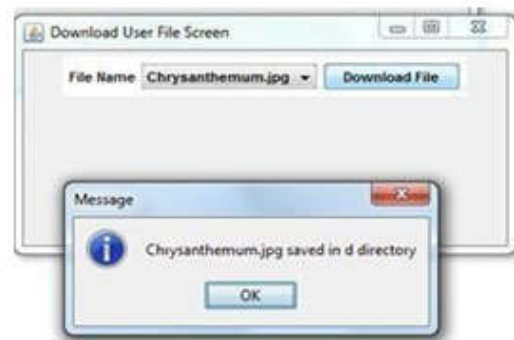 Download User File Screen
File Name Chrysanthemum.jpg Download File
Message
Chrysanthemum.jpg saved in d directory
OK